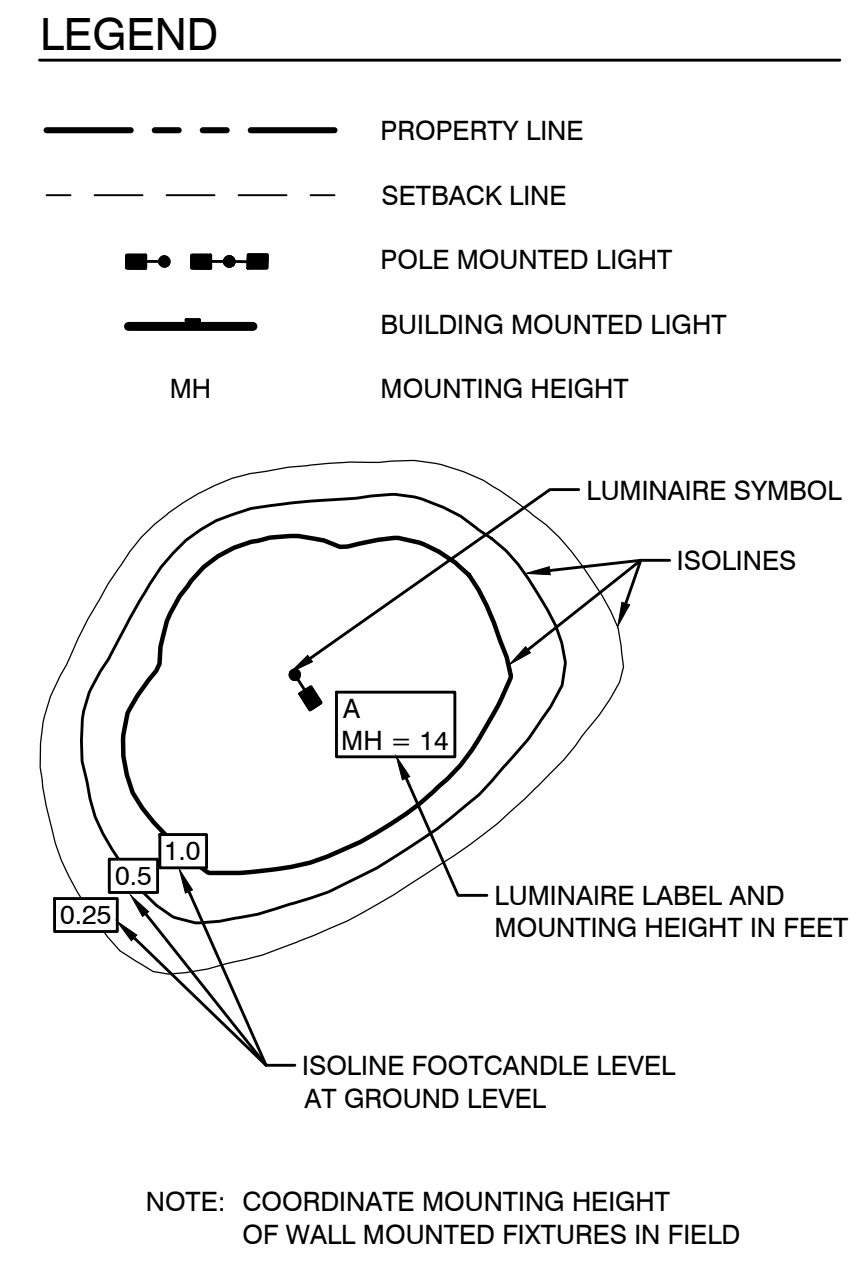 LEGEND
PROPERTY LINE
SETBACK LINE
POLE MOUNTED LIGHT
BUILDING MOUNTED LIGHT
MH MOUNTING HEIGHT
LUMINAIRE SYMBOL
ISOLINES
A
MH = 14
1.0
0.5
0.25
LUMINAIRE LABEL AND
MOUNTING HEIGHT IN FEET
ISOLINE FOOTCANDLE LEVEL
AT GROUND LEVEL
NOTE: COORDINATE MOUNTING HEIGHT
OF WALL MOUNTED FIXTURES IN FIELD